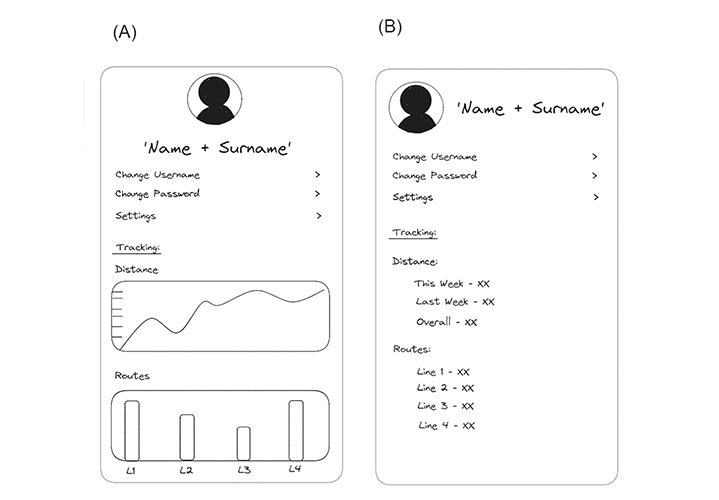 (A)
'Name + Surname'
Change Username >
Change Password >
Settings >
Tracking:
Distance
Routes
L1 L2 L3 L4
(B)
'Name + Surname'
Change Username >
Change Password >
Settings >
Tracking:
Distance:
This Week - XX
Last Week - XX
Overall - XX
Routes:
Line 1 - XX
Line 2 - XX
Line 3 - XX
Line 4 - XX